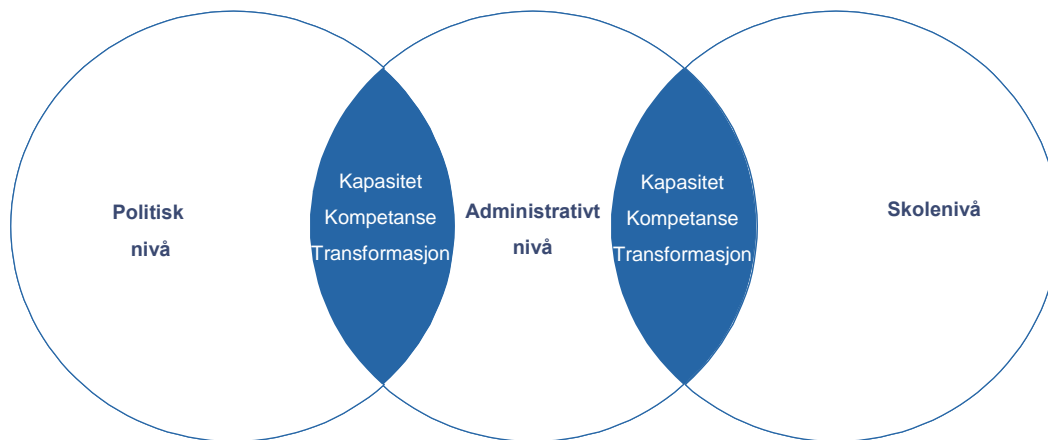 Politisk
nivå
Kapasitet
Kompetanse
Transformasjon
Administrativt
nivå
Kapasitet
Kompetanse
Transformasjon
Skolenivå